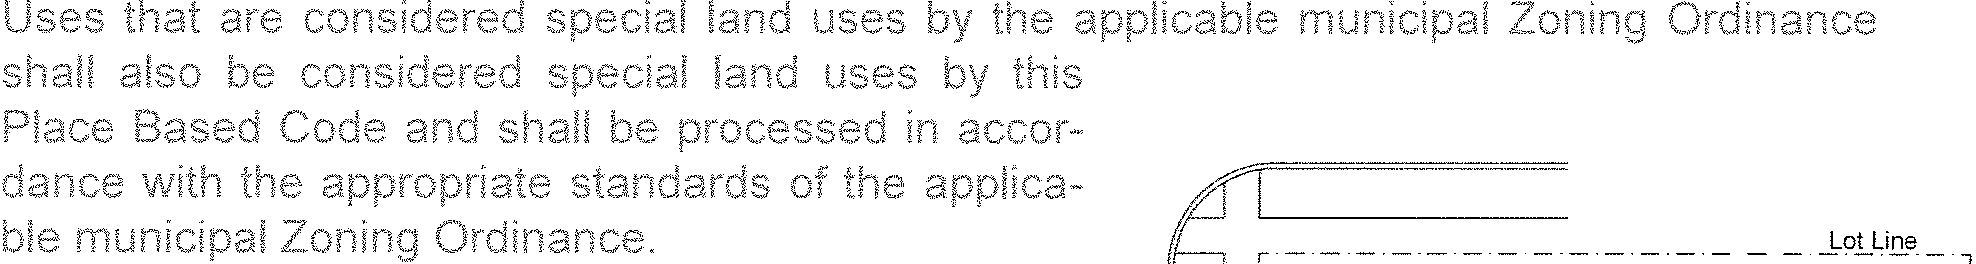 Uses that are considered special land uses by the applicable municipal Zoning Ordinance
shall also be considered special land uses by this
Place Based Code and shall be processed in accor-
dance with the appropriate standards of the applica-
ble municipal Zoning Ordinance.
Lot Line